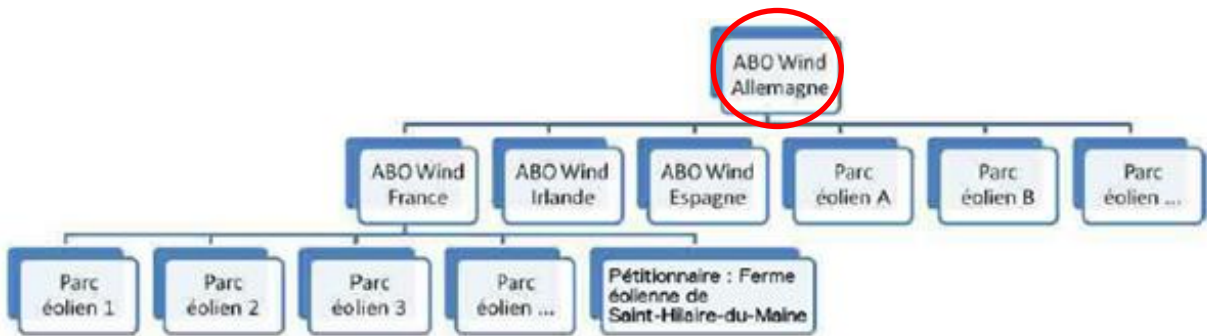 ABO Wind
Allemagne
ABO Wind
France
ABO Wind
Irlande
ABO Wind
Espagne
Parc
éolien A
Parc
éolien B
Parc
éolien ...
Parc
éolien 1
Parc
éolien 2
Parc
éolien 3
Parc
éolien ...
Pétitionnaire : Ferme
éolienne de
Saint-Hilaire-du-Maine